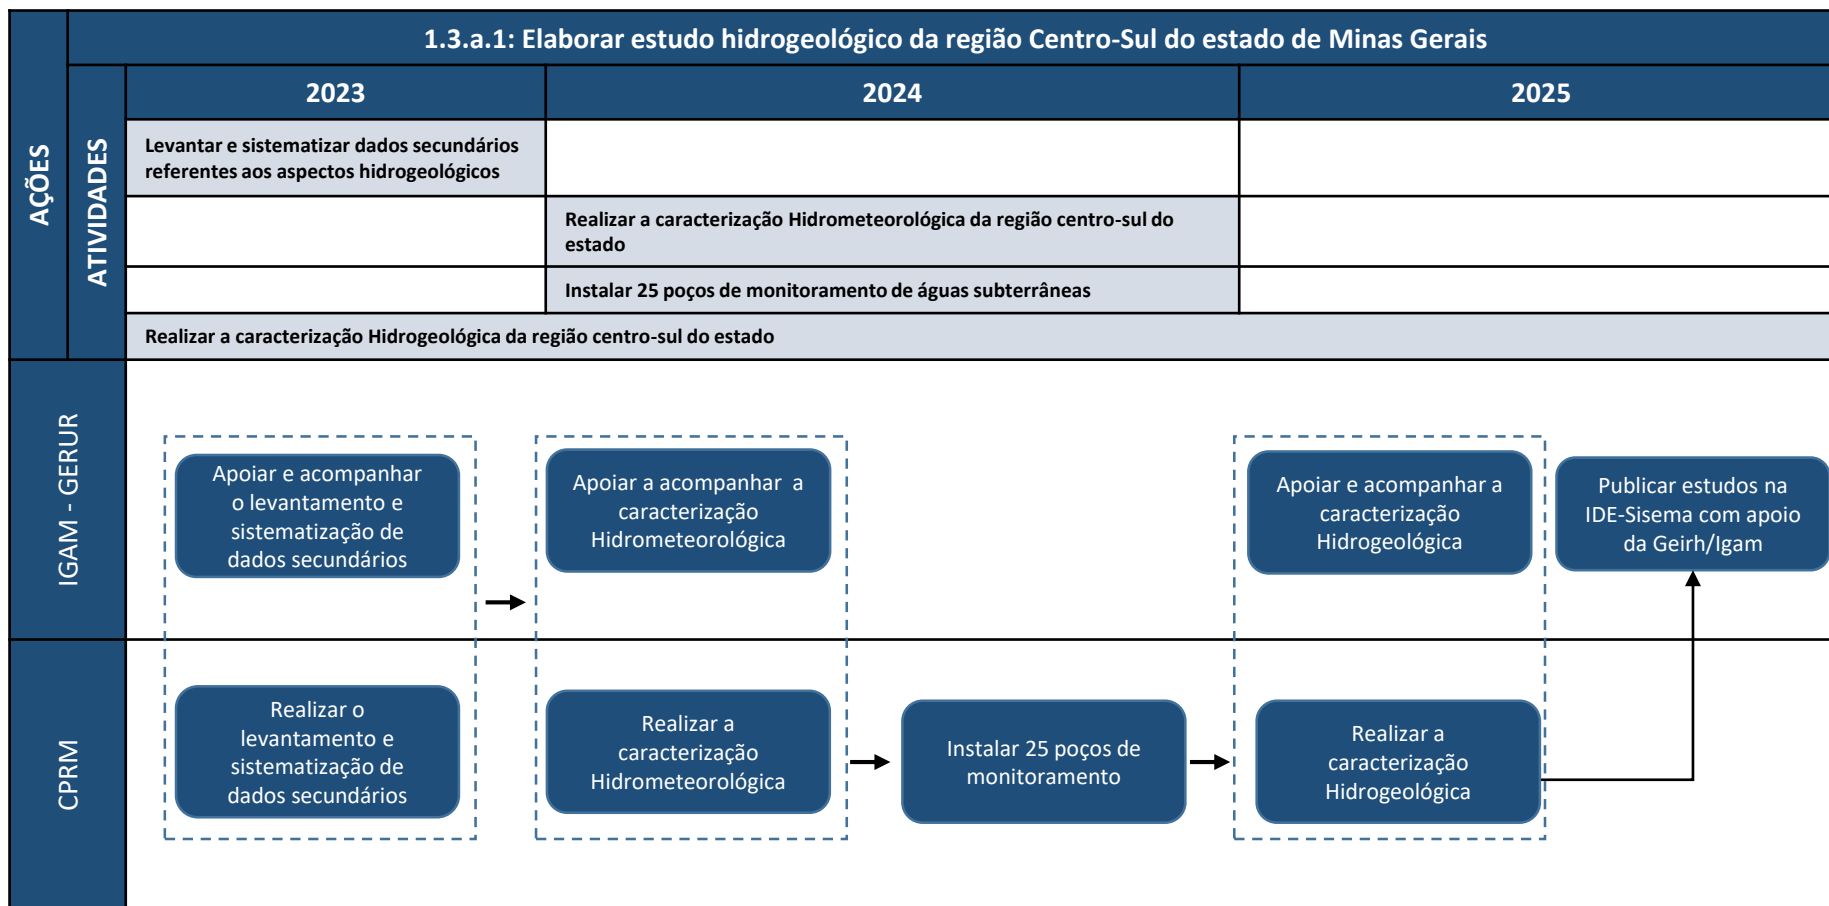 1.3.a.1: Elaborar estudo hidrogeológico da região Centro-Sul do estado de Minas Gerais
AÇÕES
ATIVIDADES
2023
2024
2025
Levantar e sistematizar dados secundários
referentes aos aspectos hidrogeológicos
Realizar a caracterização Hidrometeorológica da região centro-sul do
estado
Instalar 25 poços de monitoramento de águas subterrâneas
Realizar a caracterização Hidrogeológica da região centro-sul do estado
IGAM - GERUR
Apoiar e acompanhar
o levantamento e
sistematização de
dados secundários
Apoiar a acompanhar  a
caracterização
Hidrometeorológica
Apoiar e acompanhar a
caracterização
Hidrogeológica
Publicar estudos na
IDE-Sisema com apoio
da Geirh/Igam
CPRM
Realizar o
levantamento e
sistematização de
dados secundários
Realizar a
caracterização
Hidrometeorológica
Instalar 25 poços de
monitoramento
Realizar a
caracterização
Hidrogeológica